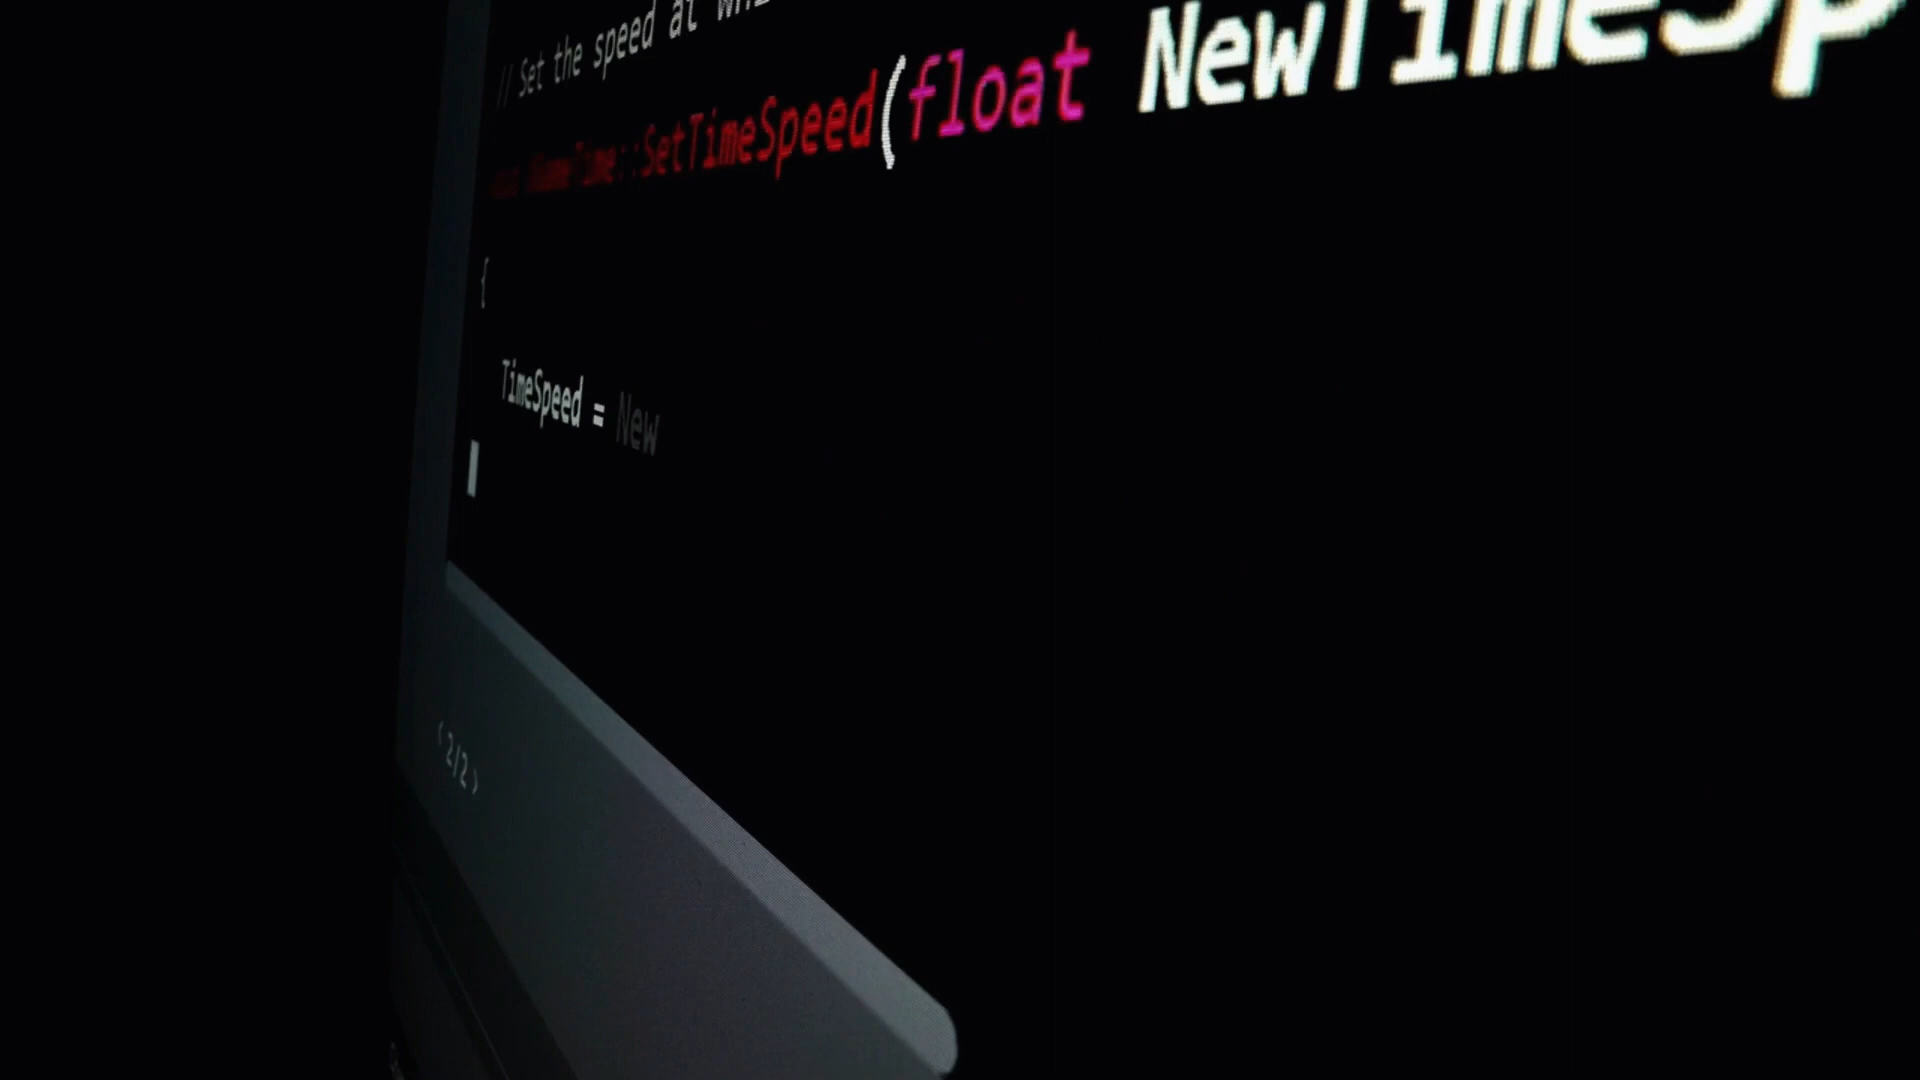 // Set the speed at
SetTimeSpeed(float NewTimeSp
{
TimeSpeed = New
< 2/2 >